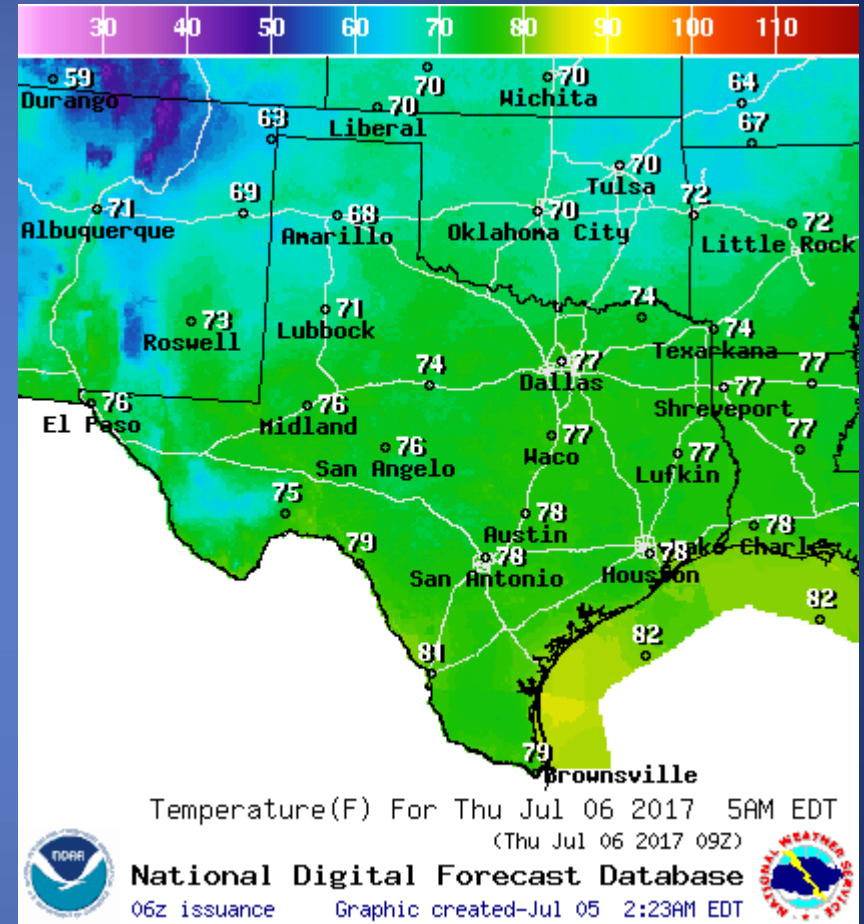 30 40 50 60 70 80 90 100 110
59
Durango
70
70
Wichita
64
70
Liberal
63
67
70
Tulsa
71
Albuquerque
69
68
Amarillo
70
Oklahoma City
72
72
Little Rock
73
Roswell
71
Lubbock
74
74
Texarkana
77
Dallas
74
77
Shreveport
77
76
El Paso
76
Midland
76
San Angelo
77
Waco
77
Lufkin
77
75
78
Austin
78
Lake Charles
79
78
San Antonio
78
Houston
82
82
81
79
Brownsville
Temperature(F) For Thu Jul 06 2017 5AM EDT
(Thu Jul 06 2017 09Z)
National Digital Forecast Database
06z issuance Graphic created-Jul 05 2:23AM EDT
NOAA
NATIONAL WEATHER SERVICE